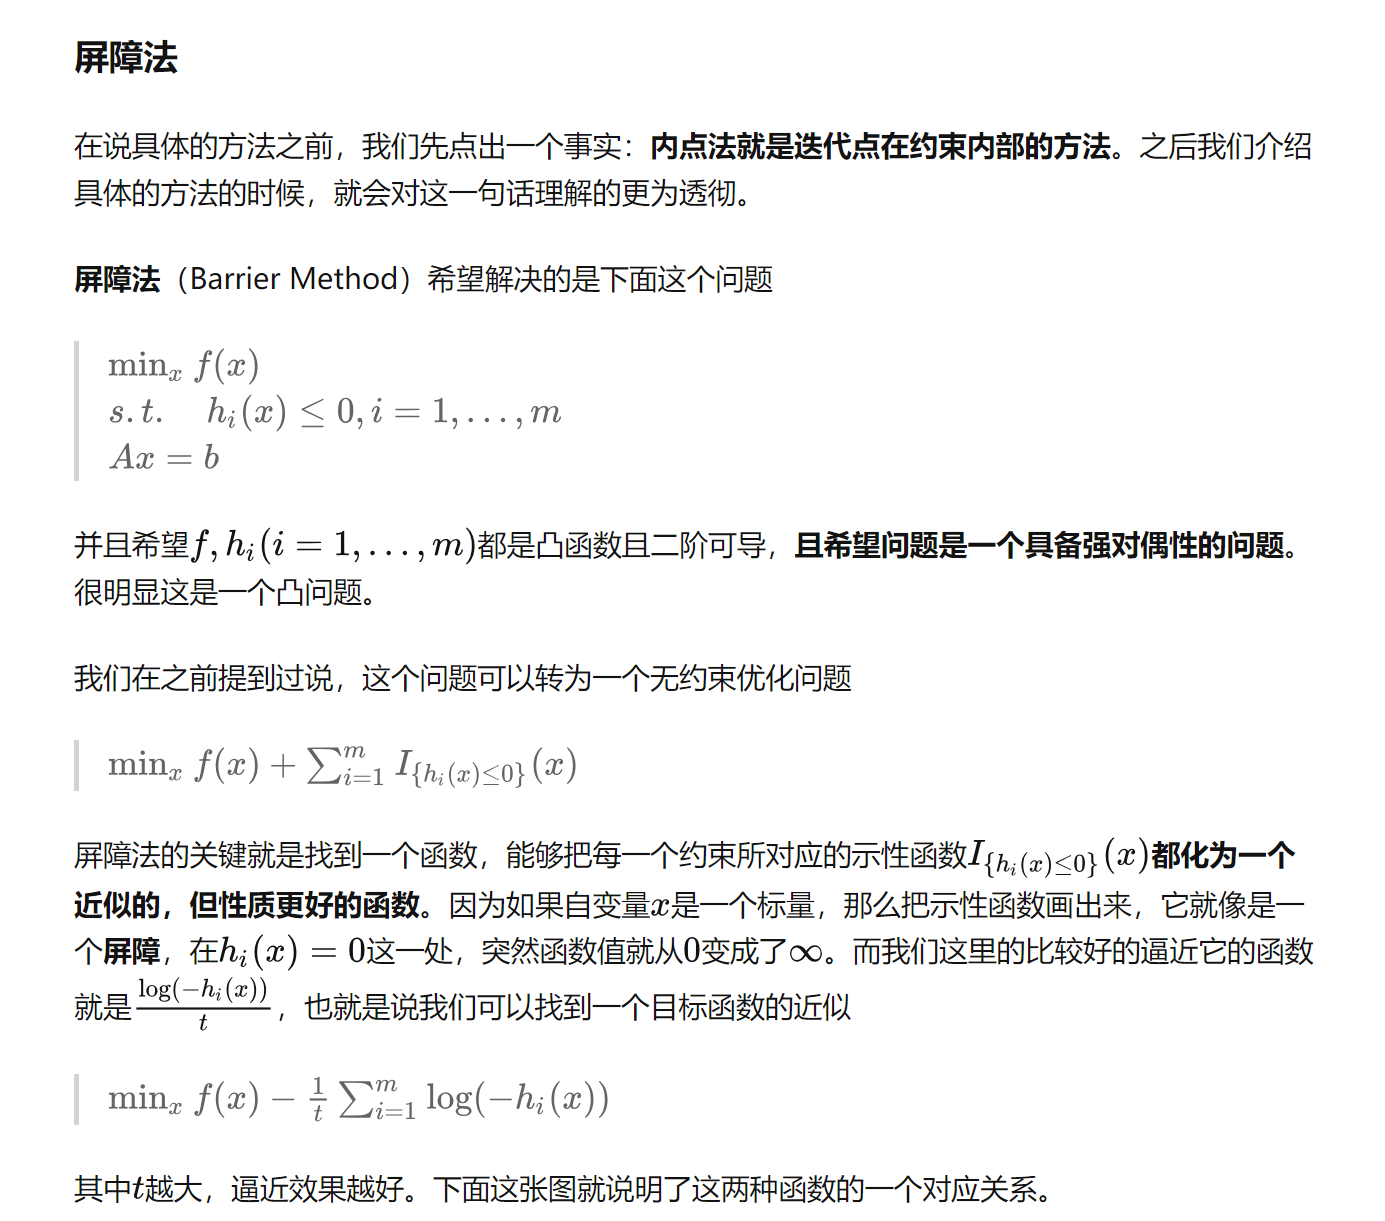 屏障法
在说具体的方法之前，我们先点出一个事实：内点法就是迭代点在约束内部的方法。之后我们介绍
具体的方法的时候，就会对这一句话理解的更为透彻。
屏障法（Barrier Method）希望解决的是下面这个问题
min_x f(x)
s.t. h_i(x) ≤ 0, i = 1, . . . , m
Ax = b
并且希望f, h_i(i = 1, . . . , m)都是凸函数且二阶可导，且希望问题是一个具备强对偶性的问题。
很明显这是一个凸问题。
我们在之前提到过说，这个问题可以转为一个无约束优化问题
min_x f(x) + ∑_{i=1}^m I_{{h_i(x)≤0}}(x)
屏障法的关键就是找到一个函数，能够把每一个约束所对应的示性函数I_{{h_i(x)≤0}}(x)都化为一个
近似的，但性质更好的函数。因为如果自变量x是一个标量，那么把示性函数画出来，它就像是一
个屏障，在h_i(x) = 0这一处，突然函数值就从0变成了∞。而我们这里的比较好的逼近它的函数
就是log(−h_i(x))/t，也就是说我们可以找到一个目标函数的近似
min_x f(x) − 1/t ∑_{i=1}^m log(−h_i(x))
其中t越大，逼近效果越好。下面这张图就说明了这两种函数的一个对应关系。